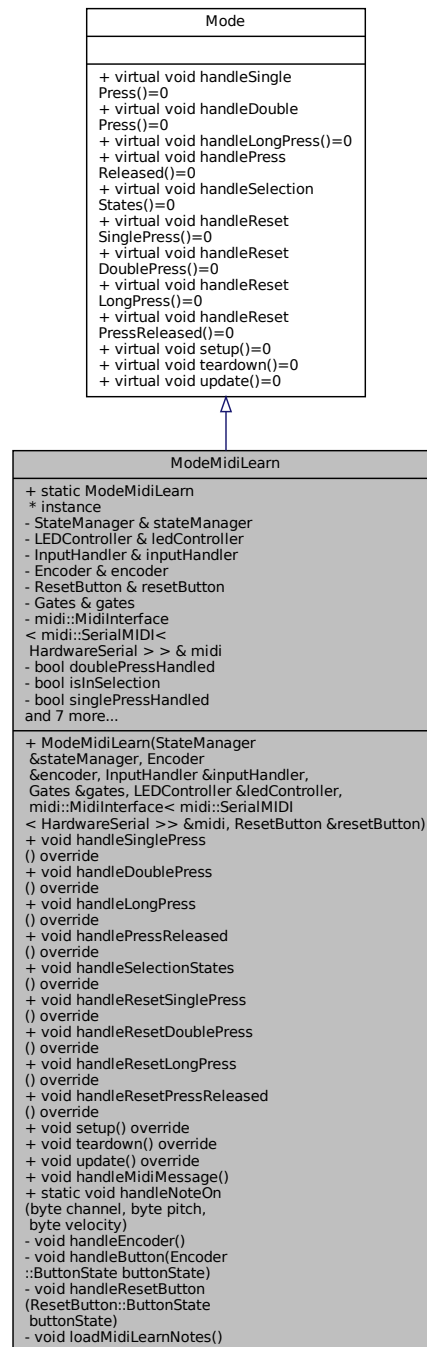 Mode
+ virtual void handleSingle
Press()=0
+ virtual void handleDouble
Press()=0
+ virtual void handleLongPress()=0
+ virtual void handlePress
Released()=0
+ virtual void handleSelection
States()=0
+ virtual void handleReset
SinglePress()=0
+ virtual void handleReset
DoublePress()=0
+ virtual void handleReset
LongPress()=0
+ virtual void handleReset
PressReleased()=0
+ virtual void setup()=0
+ virtual void teardown()=0
+ virtual void update()=0
ModeMidiLearn
+ static ModeMidiLearn
* instance
- StateManager & stateManager
- LEDController & ledController
- InputHandler & inputHandler
- Encoder & encoder
- ResetButton & resetButton
- Gates & gates
- midi::MidiInterface
< midi::SerialMIDI<
HardwareSerial > > & midi
- bool doublePressHandled
- bool isInSelection
- bool singlePressHandled
and 7 more...
+ ModeMidiLearn(StateManager
&stateManager, Encoder
&encoder, InputHandler &inputHandler,
Gates &gates, LEDController &ledController,
midi::MidiInterface< midi::SerialMIDI
< HardwareSerial >> &midi, ResetButton &resetButton)
+ void handleSinglePress
() override
+ void handleDoublePress
() override
+ void handleLongPress
() override
+ void handlePressReleased
() override
+ void handleSelectionStates
() override
+ void handleResetSinglePress
() override
+ void handleResetDoublePress
() override
+ void handleResetLongPress
() override
+ void handleResetPressReleased
() override
+ void setup() override
+ void teardown() override
+ void update() override
+ void handleMidiMessage()
+ static void handleNoteOn
(byte channel, byte pitch,
byte velocity)
- void handleEncoder()
- void handleButton(Encoder
::ButtonState buttonState)
- void handleResetButton
(ResetButton::ButtonState
buttonState)
- void loadMidiLearnNotes()